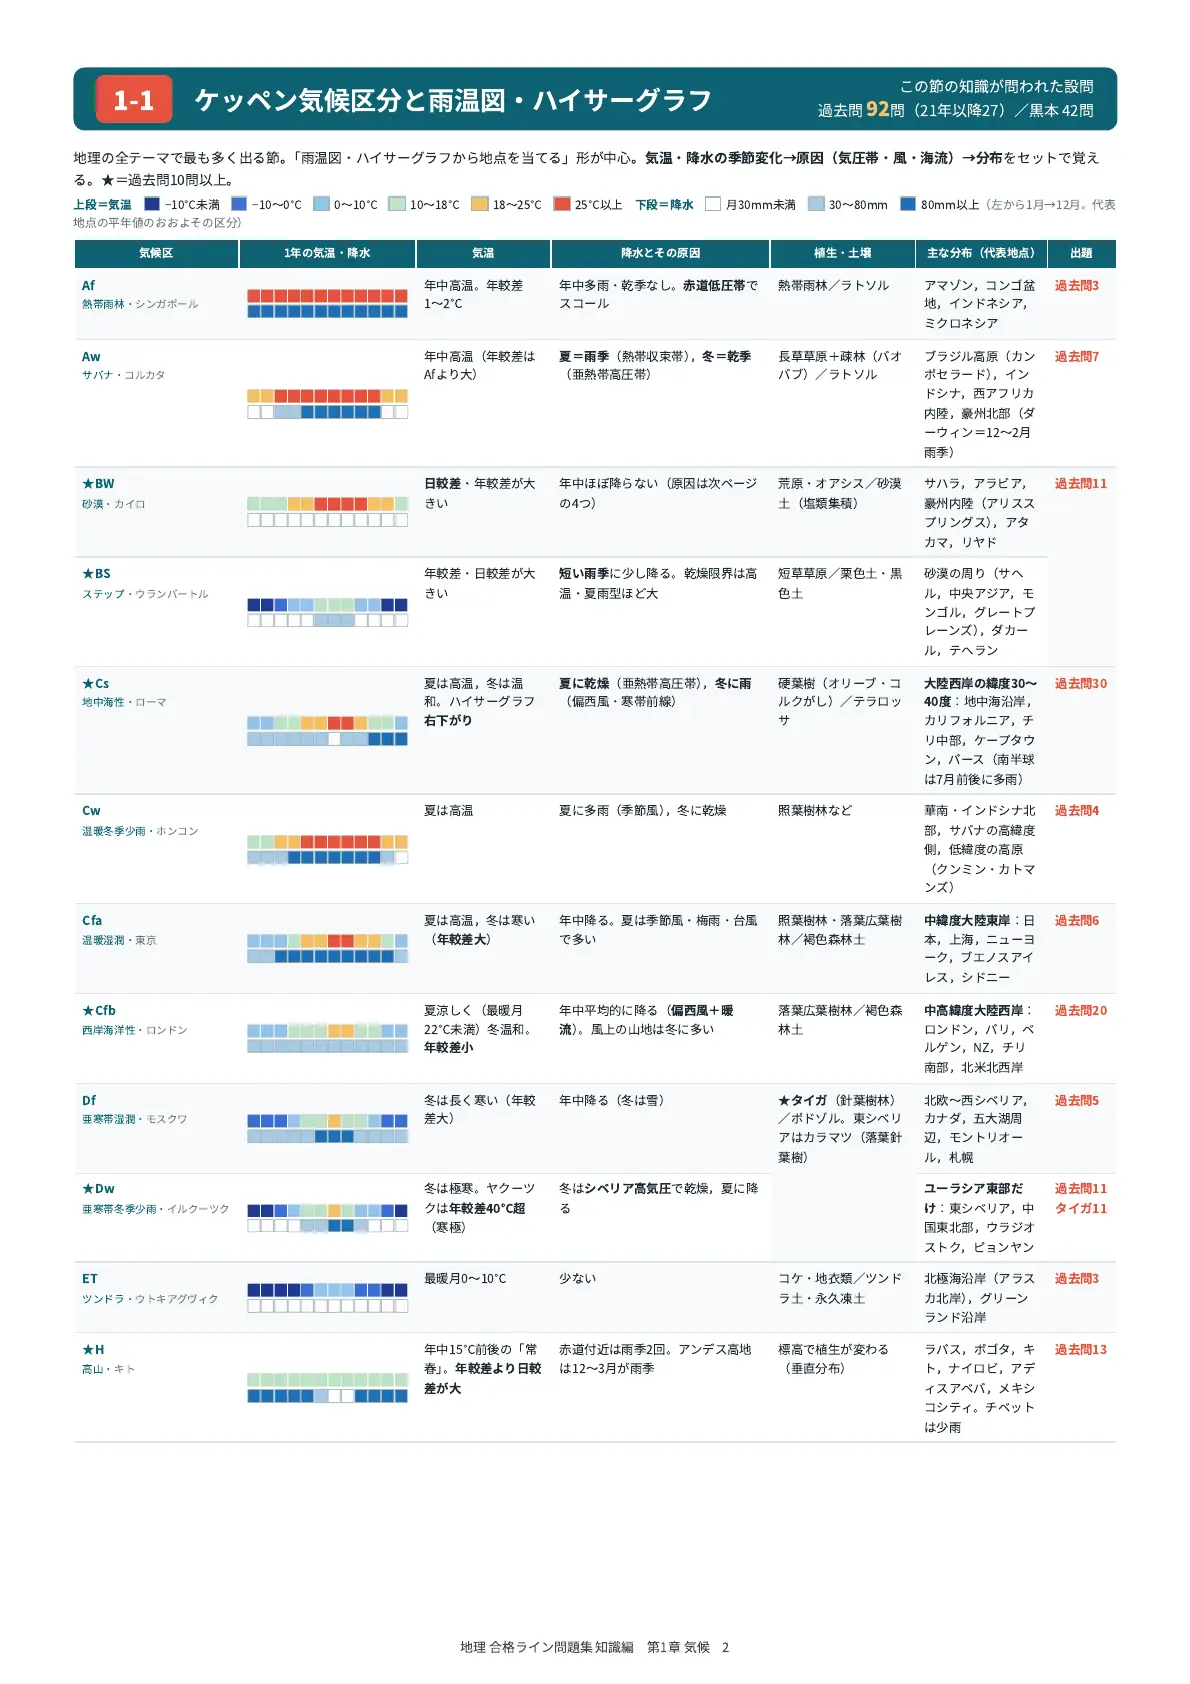 1-1 ケッペン気候区分と雨温図・ハイサーグラフ
この節の知識が問われた設問
過去問 92問（21年以降27）／黒本 42問
地理の全テーマで最も多く出る節。「雨温図・ハイサーグラフから地点を当てる」形が中心。気温・降水の季節変化→原因（気圧帯・風・海流）→分布をセットで覚え
る。★＝過去問10問以上。
上段＝気温 −10℃未満 −10〜0℃ 0〜10℃ 10〜18℃ 18〜25℃ 25℃以上 下段＝降水 月30mm未満 30〜80mm 80mm以上（左から1月→12月。代表
地点の平年値のおおよその区分）
気候区 1年の気温・降水 気温 降水とその原因 植生・土壌 主な分布（代表地点） 出題
Af
熱帯雨林・シンガポール
年中高温。年較差
1〜2℃
年中多雨・乾季なし。赤道低圧帯で
スコール
熱帯雨林／ラトソル
アマゾン，コンゴ盆
地，インドネシア，
ミクロネシア
過去問3
Aw
サバナ・コルカタ
年中高温（年較差は
Afより大）
夏＝雨季（熱帯収束帯），冬＝乾季
（亜熱帯高圧帯）
長草草原＋疎林（バオ
バブ）／ラトソル
ブラジル高原（カン
ポセラード），イン
ドシナ，西アフリカ
内陸，豪州北部（ダ
ーウィン＝12〜2月
雨季）
過去問7
★BW
砂漠・カイロ
日較差・年較差が大
きい
年中ほぼ降らない（原因は次ページ
の4つ）
荒原・オアシス／砂漠
土（塩類集積）
サハラ，アラビア，
豪州内陸（アリスス
プリングス），アタ
カマ，リヤド
過去問11
★BS
ステップ・ウランバートル
年較差・日較差が大
きい
短い雨季に少し降る。乾燥限界は高
温・夏雨型ほど大
短草草原／栗色土・黒
色土
砂漠の周り（サヘ
ル，中央アジア，モ
ンゴル，グレートプ
レーンズ），ダカー
ル，テヘラン
★Cs
地中海性・ローマ
夏は高温，冬は温
和。ハイサーグラフ
右下がり
夏に乾燥（亜熱帯高圧帯），冬に雨
（偏西風・寒帯前線）
硬葉樹（オリーブ・コ
ルクがし）／テラロッ
サ
大陸西岸の緯度30〜
40度：地中海沿岸，
カリフォルニア，チ
リ中部，ケープタウ
ン，パース（南半球
は7月前後に多雨）
過去問30
Cw
温暖冬季少雨・ホンコン
夏は高温
夏に多雨（季節風），冬に乾燥
照葉樹林など
華南・インドシナ北
部，サバナの高緯度
側，低緯度の高原
（クンミン・カトマ
ンズ）
過去問4
Cfa
温暖湿潤・東京
夏は高温，冬は寒い
（年較差大）
年中降る。夏は季節風・梅雨・台風
で多い
照葉樹林・落葉広葉樹
林／褐色森林土
中緯度大陸東岸：日
本，上海，ニューヨ
ーク，ブエノスアイ
レス，シドニー
過去問6
★Cfb
西岸海洋性・ロンドン
夏涼しく（最暖月
22℃未満）冬温和。
年較差小
年中平均的に降る（偏西風＋暖
流）。風上の山地は冬に多い
落葉広葉樹林／褐色森
林土
中高緯度大陸西岸：
ロンドン，パリ，ベ
ルゲン，NZ，チリ
南部，北米北西岸
過去問20
Df
亜寒帯湿潤・モスクワ
冬は長く寒い（年較
差大）
年中降る（冬は雪）
★タイガ（針葉樹林）
／ポドゾル。東シベリ
アはカラマツ（落葉針
葉樹）
北欧〜西シベリア，
カナダ，五大湖周
辺，モントリオー
ル，札幌
過去問5
★Dw
亜寒帯冬季少雨・イルクーツク
冬は極寒。ヤクーツ
クは年較差40℃超
（寒極）
冬はシベリア高気圧で乾燥，夏に降
る
ユーラシア東部だ
け：東シベリア，中
国東北部，ウラジオ
ストク，ピョンヤン
過去問11
タイガ11
ET
ツンドラ・ウトキアグヴィク
最暖月0〜10℃
少ない
コケ・地衣類／ツンド
ラ土・永久凍土
北極海沿岸（アラス
カ北岸），グリーン
ランド沿岸
過去問3
★H
高山・キト
年中15℃前後の「常
春」。年較差より日較
差が大
赤道付近は雨季2回。アンデス高地
は12〜3月が雨季
標高で植生が変わる
（垂直分布）
ラパス，ボゴタ，キ
ト，ナイロビ，アデ
ィスアベバ，メキシ
コシティ。チベット
は少雨
過去問13
地理 合格ライン問題集 知識編 第1章 気候 2